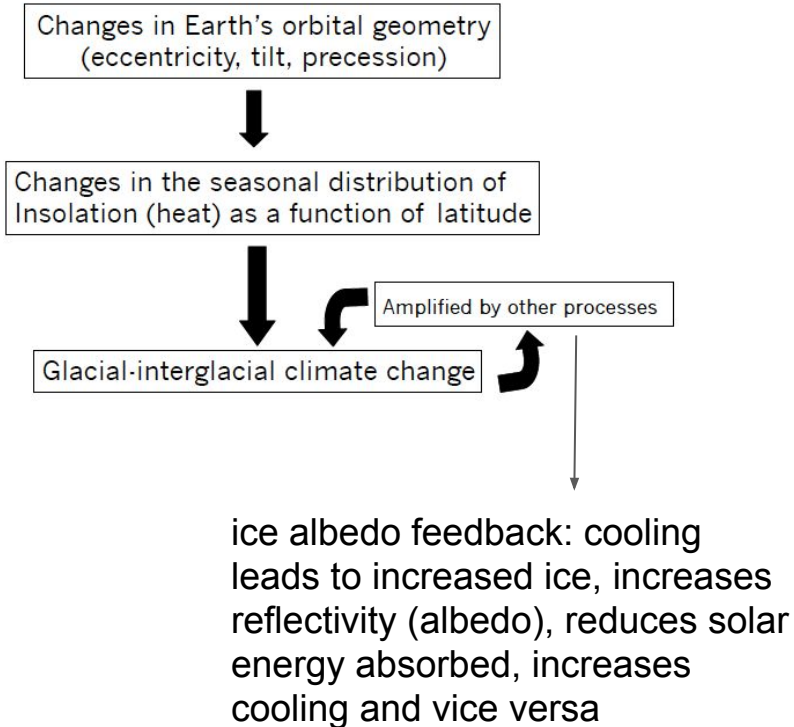 Changes in Earth's orbital geometry
(eccentricity, tilt, precession)
Changes in the seasonal distribution of
Insolation (heat) as a function of latitude
Amplified by other processes
Glacial-interglacial climate change
ice albedo feedback: cooling
leads to increased ice, increases
reflectivity (albedo), reduces solar
energy absorbed, increases
cooling and vice versa